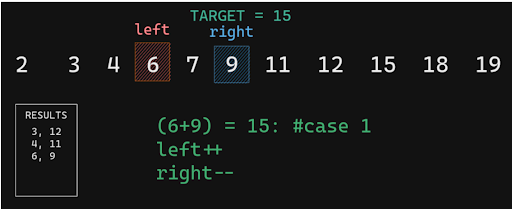 TARGET = 15
left
right
2 3 4 6 7 9 11 12 15 18 19
RESULTS
3, 12
4, 11
6, 9
(6+9) = 15: #case 1
left++
right--